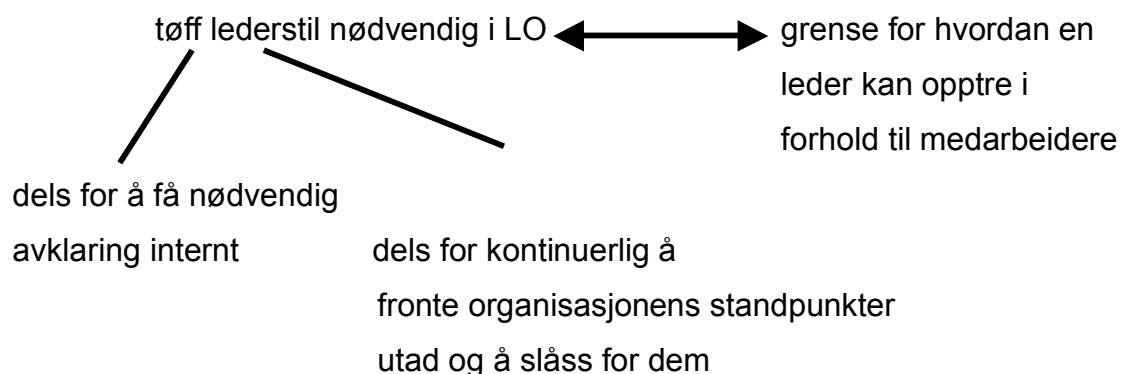 tøff lederstil nødvendig i LO
grense for hvordan en
leder kan opptre i
forhold til medarbeidere
dels for å få nødvendig
avklaring internt
dels for kontinuerlig å
fronte organisasjonens standpunkter
utad og å slåss for dem